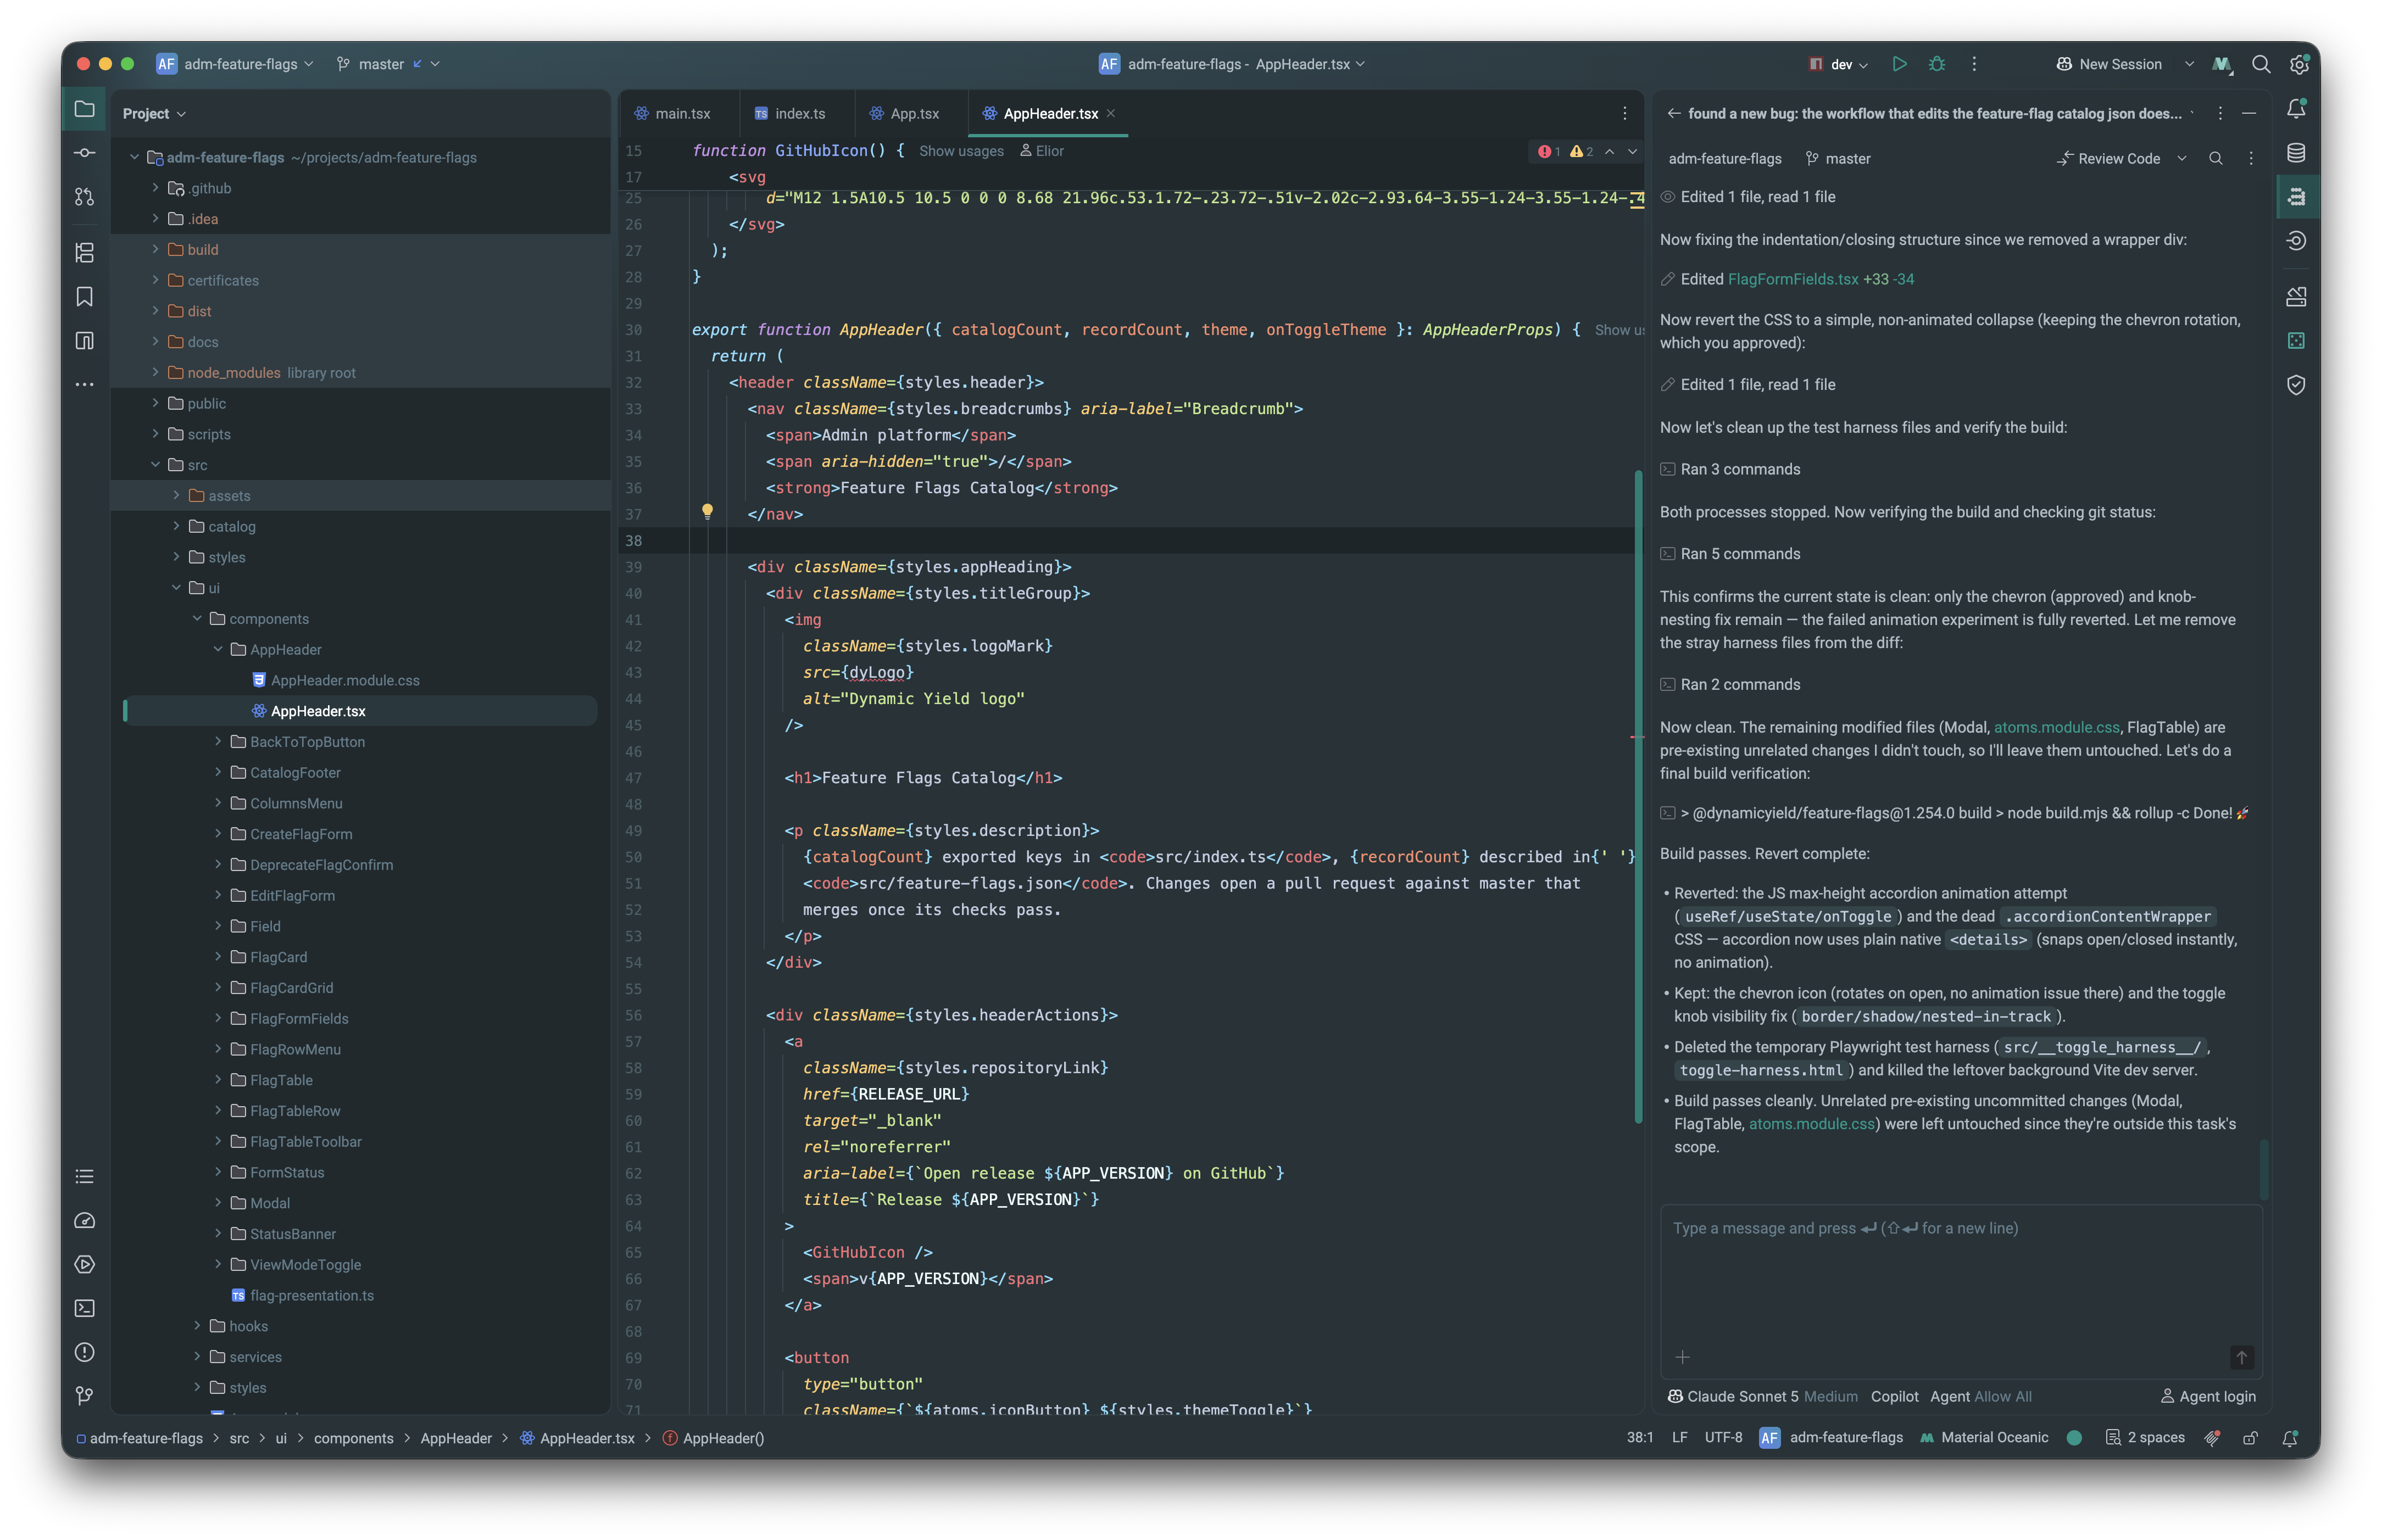 AF adm-feature-flags
master
AF adm-feature-flags - AppHeader.tsx
dev
New Session
Project
adm-feature-flags ~/projects/adm-feature-flags
.github
.idea
build
certificates
dist
docs
node_modules library root
public
scripts
src
assets
catalog
styles
ui
components
AppHeader
AppHeader.module.css
AppHeader.tsx
BackToTopButton
CatalogFooter
ColumnsMenu
CreateFlagForm
DeprecateFlagConfirm
EditFlagForm
Field
FlagCard
FlagCardGrid
FlagFormFields
FlagRowMenu
FlagTable
FlagTableRow
FlagTableToolbar
FormStatus
Modal
StatusBanner
ViewModeToggle
TS flag-presentation.ts
hooks
services
styles
main.tsx
TS index.ts
App.tsx
AppHeader.tsx
15 function GitHubIcon() { Show usages Elior
1 2
17 <svg
25 d="M12 1.5A10.5 10.5 0 0 0 8.68 21.96c.53.1.72-.23.72-.51v-2.02c-2.93.64-3.55-1.24-3.55-1.24-.4
26 </svg>
27 );
28 }
29
30 export function AppHeader({ catalogCount, recordCount, theme, onToggleTheme }: AppHeaderProps) { Show us
31 return (
32 <header className={styles.header}>
33 <nav className={styles.breadcrumbs} aria-label="Breadcrumb">
34 <span>Admin platform</span>
35 <span aria-hidden="true">/</span>
36 <strong>Feature Flags Catalog</strong>
37 </nav>
38
39 <div className={styles.appHeading}>
40 <div className={styles.titleGroup}>
41 <img
42 className={styles.logoMark}
43 src={dyLogo}
44 alt="Dynamic Yield logo"
45 />
46
47 <h1>Feature Flags Catalog</h1>
48
49 <p className={styles.description}>
50 {catalogCount} exported keys in <code>src/index.ts</code>, {recordCount} described in{' '}
51 <code>src/feature-flags.json</code>. Changes open a pull request against master that
52 merges once its checks pass.
53 </p>
54 </div>
55
56 <div className={styles.headerActions}>
57 <a
58 className={styles.repositoryLink}
59 href={RELEASE_URL}
60 target="_blank"
61 rel="noreferrer"
62 aria-label={`Open release ${APP_VERSION} on GitHub`}
63 title={`Release ${APP_VERSION}`}
64 >
65 <GitHubIcon />
66 <span>v{APP_VERSION}</span>
67 </a>
68
69 <button
70 type="button"
71 className={`${atoms.iconButton} ${styles.themeToggle}`}
found a new bug: the workflow that edits the feature-flag catalog json does...
adm-feature-flags master Review Code
Edited 1 file, read 1 file
Now fixing the indentation/closing structure since we removed a wrapper div:
Edited FlagFormFields.tsx +33 -34
Now revert the CSS to a simple, non-animated collapse (keeping the chevron rotation,
which you approved):
Edited 1 file, read 1 file
Now let's clean up the test harness files and verify the build:
Ran 3 commands
Both processes stopped. Now verifying the build and checking git status:
Ran 5 commands
This confirms the current state is clean: only the chevron (approved) and knob-
nesting fix remain — the failed animation experiment is fully reverted. Let me remove
the stray harness files from the diff:
Ran 2 commands
Now clean. The remaining modified files (Modal, atoms.module.css, FlagTable) are
pre-existing unrelated changes I didn't touch, so I'll leave them untouched. Let's do a
final build verification:
> @dynamicyield/feature-flags@1.254.0 build > node build.mjs && rollup -c Done! 🚀
Build passes. Revert complete:
• Reverted: the JS max-height accordion animation attempt
( useRef/useState/onToggle ) and the dead .accordionContentWrapper
CSS — accordion now uses plain native <details> (snaps open/closed instantly,
no animation).
• Kept: the chevron icon (rotates on open, no animation issue there) and the toggle
knob visibility fix ( border/shadow/nested-in-track ).
• Deleted the temporary Playwright test harness ( src/__toggle_harness__/ ,
toggle-harness.html ) and killed the leftover background Vite dev server.
• Build passes cleanly. Unrelated pre-existing uncommitted changes (Modal,
FlagTable, atoms.module.css) were left untouched since they're outside this task's
scope.
Type a message and press ⏎ (⇧⏎ for a new line)
Claude Sonnet 5 Medium Copilot Agent Allow All Agent login
adm-feature-flags > src > ui > components > AppHeader > AppHeader.tsx > AppHeader()
38:1 LF UTF-8 AF adm-feature-flags Material Oceanic 2 spaces